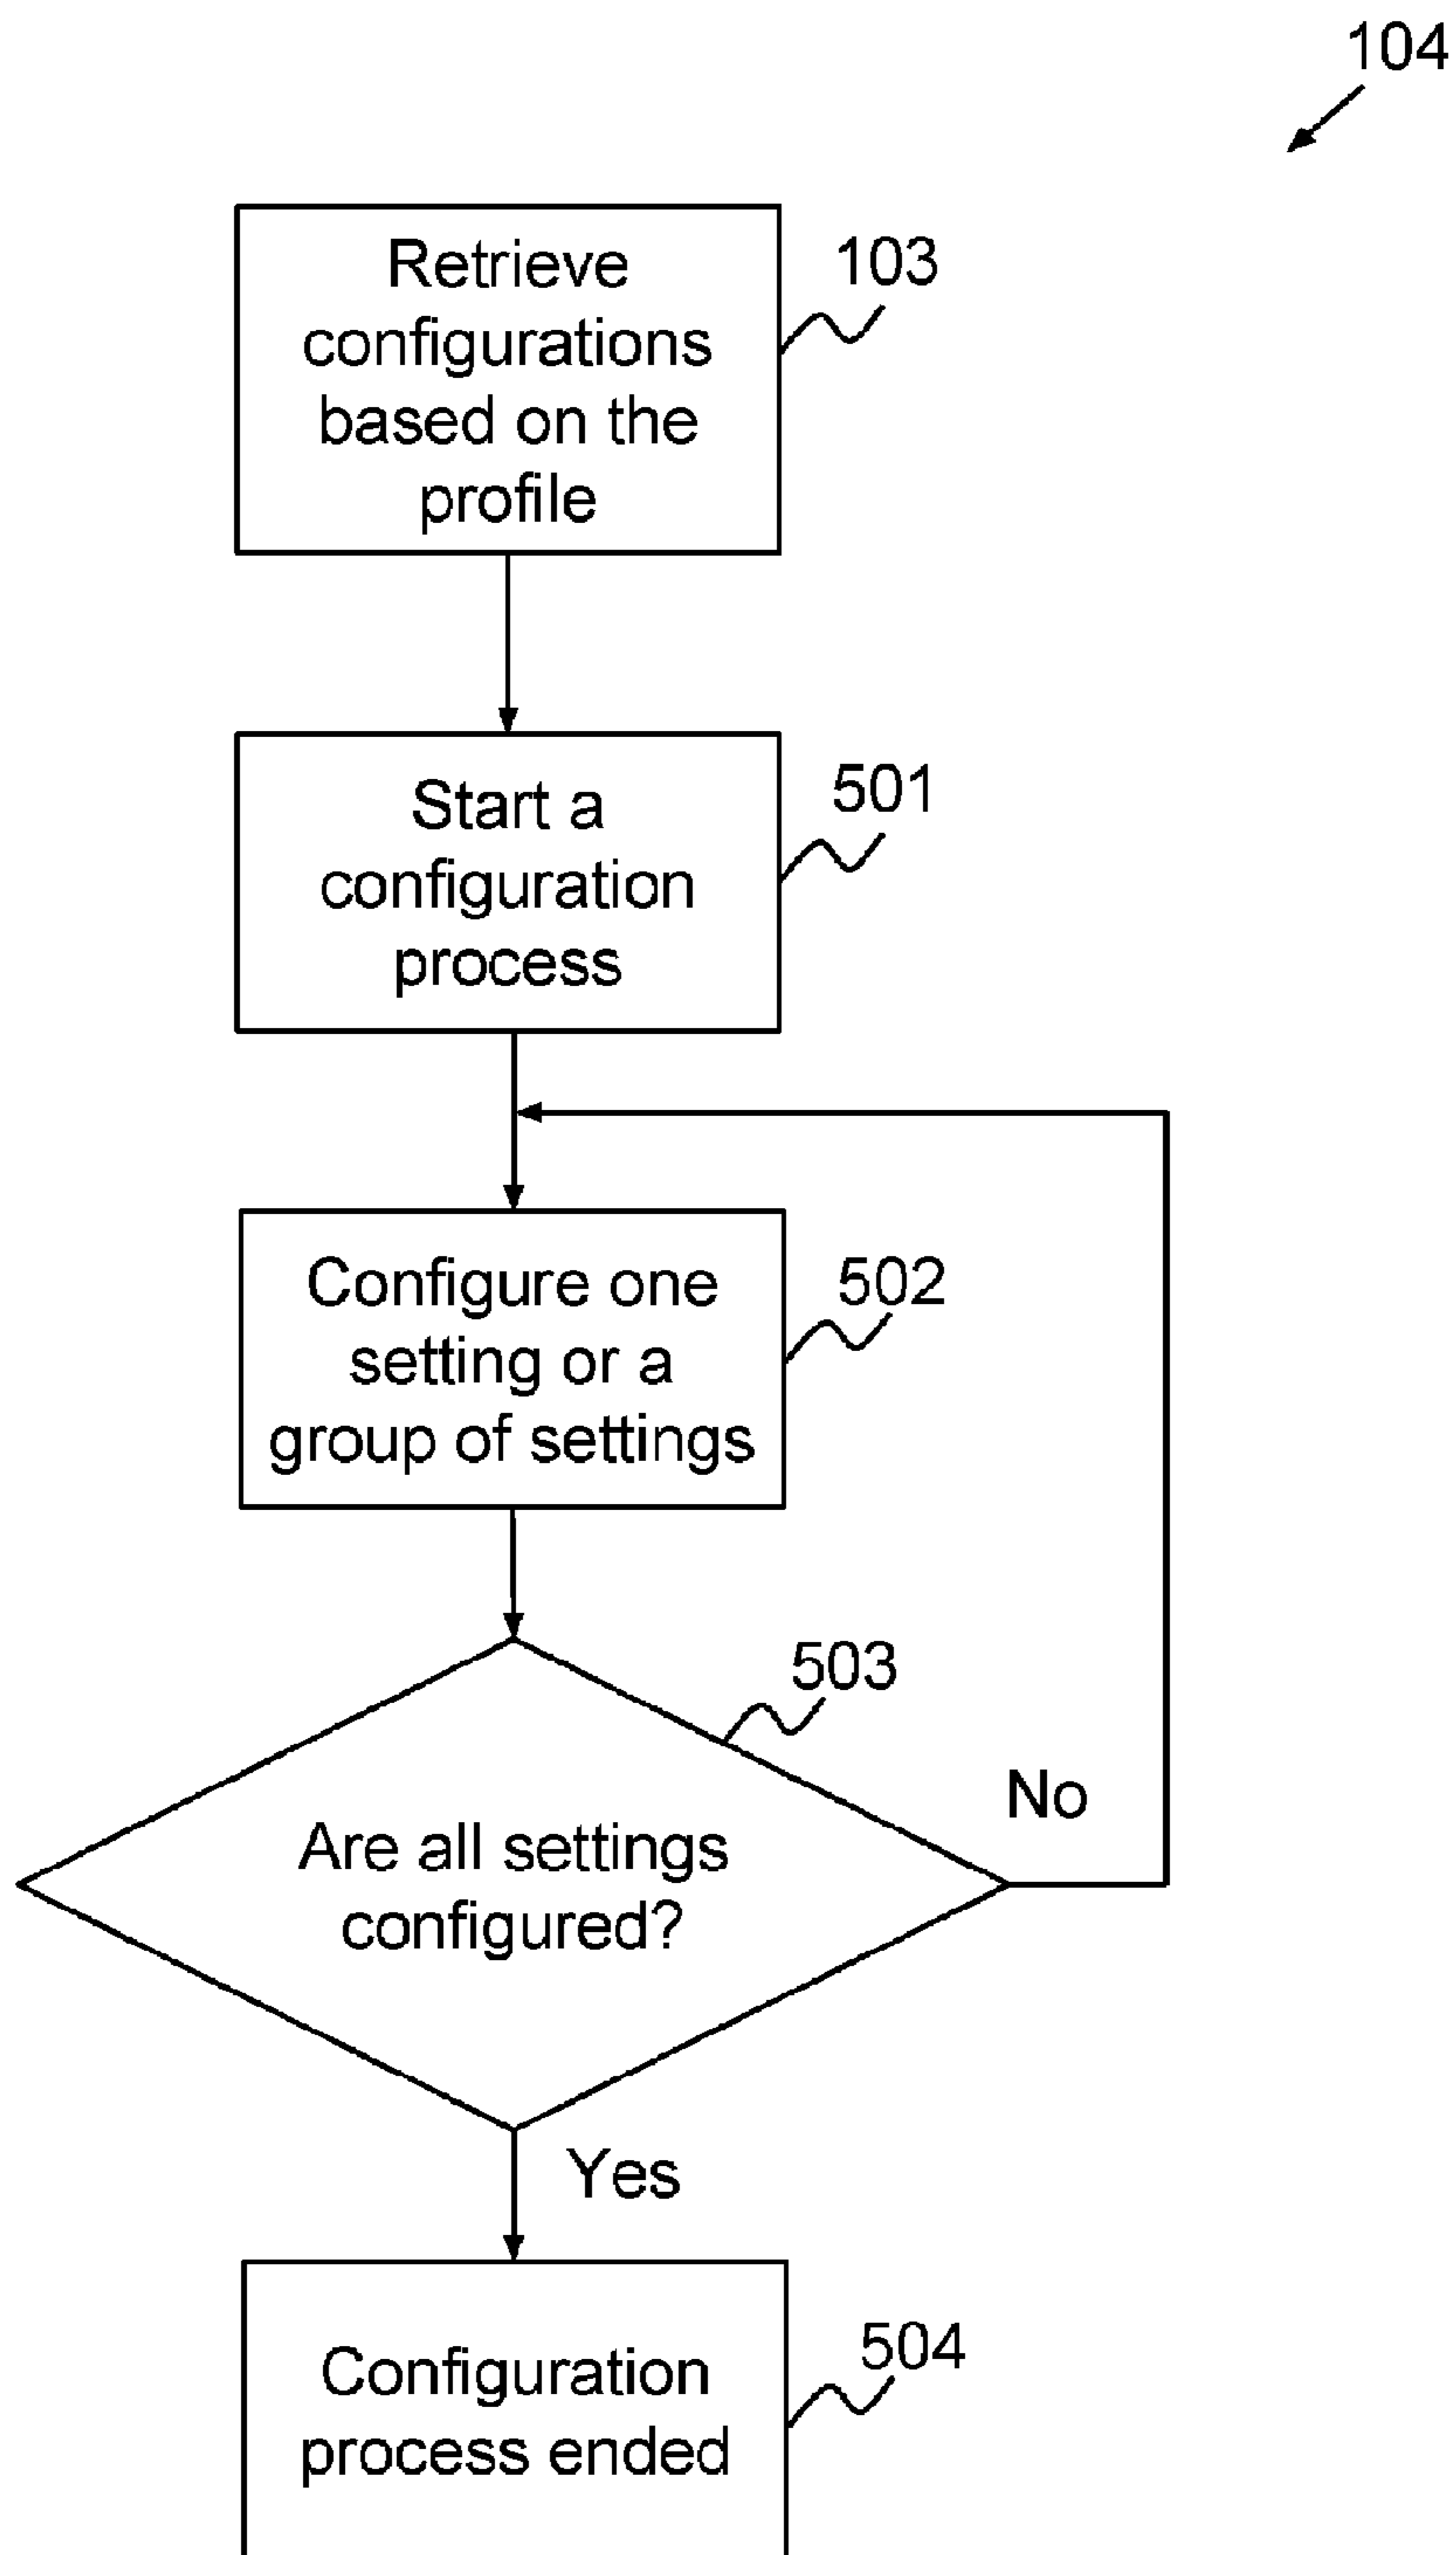 104
Retrieve
configurations
based on the
profile
103
Start a
configuration
process
501
Configure one
setting or a
group of settings
502
503
Are all settings
configured?
No
Yes
Configuration
process ended
504